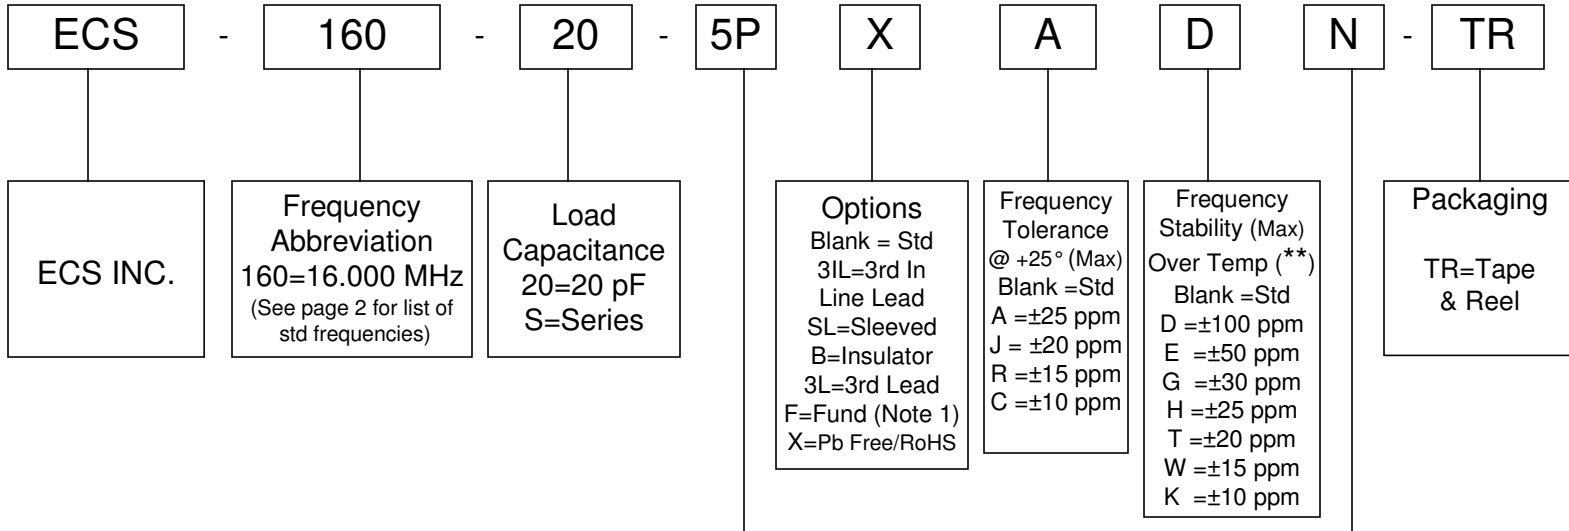 ECS - 160 - 20 - 5P X A D N - TR
ECS INC.
Frequency
Abbreviation
160=16.000 MHz
(See page 2 for list of
std frequencies)
Load
Capacitance
20=20 pF
S=Series
Options
Blank = Std
3IL=3rd In
Line Lead
SL=Sleeved
B=Insulator
3L=3rd Lead
F=Fund (Note 1)
X=Pb Free/RoHS
Frequency
Tolerance
@ +25° (Max)
Blank =Std
A =±25 ppm
J = ±20 ppm
R =±15 ppm
C =±10 ppm
Frequency
Stability (Max)
Over Temp (**)
Blank =Std
D =±100 ppm
E =±50 ppm
G =±30 ppm
H =±25 ppm
T =±20 ppm
W =±15 ppm
K =±10 ppm
Packaging
TR=Tape
& Reel